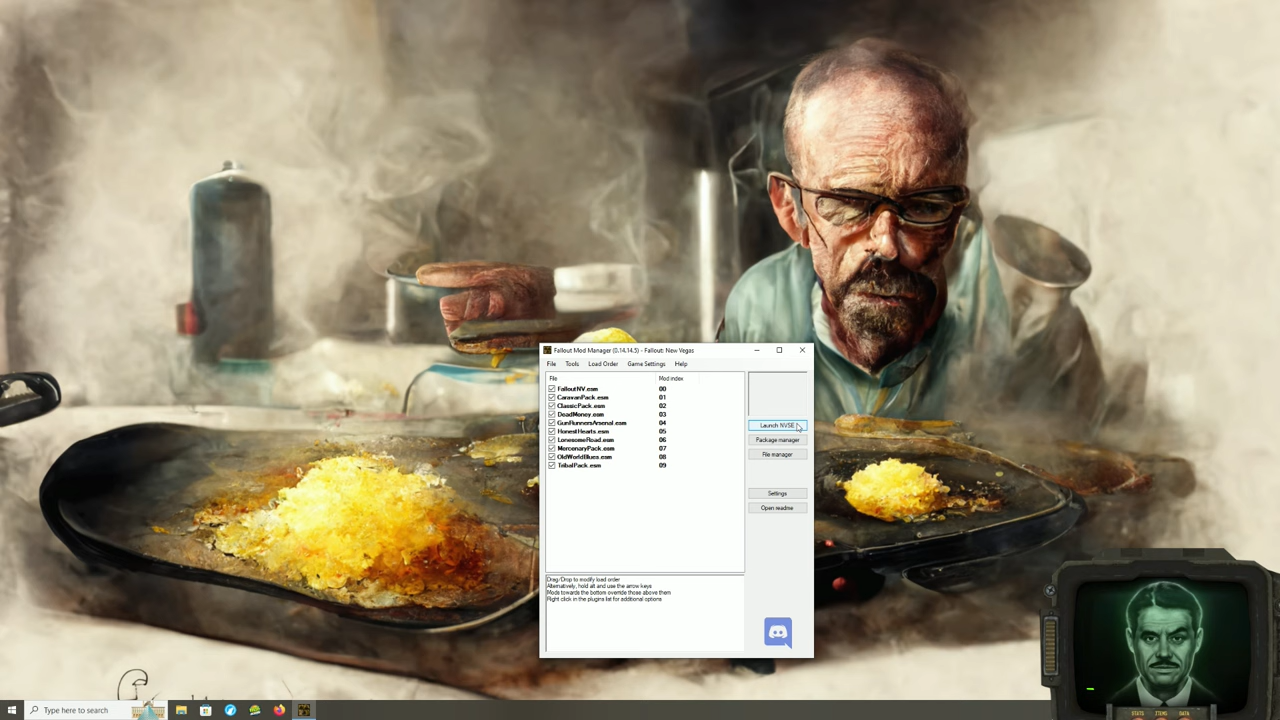 Fallout Mod Manager (0.14.14.5) - Fallout: New Vegas
File Tools Load Order Game Settings Help
File Mod index
FalloutNV.esm 00
CaravanPack.esm 01
ClassicPack.esm 02
DeadMoney.esm 03
GunRunnersArsenal.esm 04
HonestHearts.esm 05
LonesomeRoad.esm 06
MercenaryPack.esm 07
OldWorldBlues.esm 08
TribalPack.esm 09
Launch NVSE
Package manager
File manager
Settings
Open readme
Drag/Drop to modify load order
Alternatively, hold alt and use the arrow keys
Mods towards the bottom override those above them
Right click in the plugins list for additional options
Type here to search
STATS ITEMS DATA